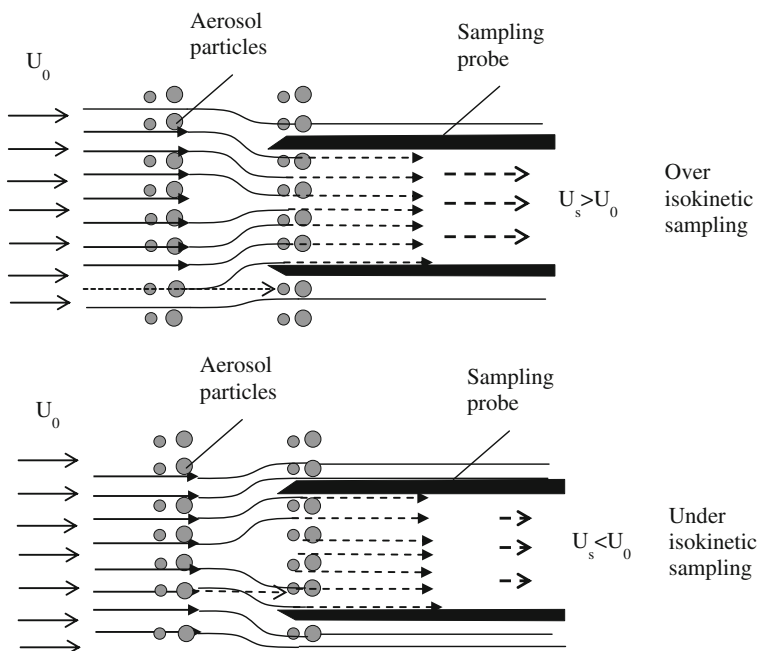 Aerosol
particles
Sampling
probe
U₀
Uₛ>U₀
Over
isokinetic
sampling
Aerosol
particles
Sampling
probe
U₀
Uₛ<U₀
Under
isokinetic
sampling